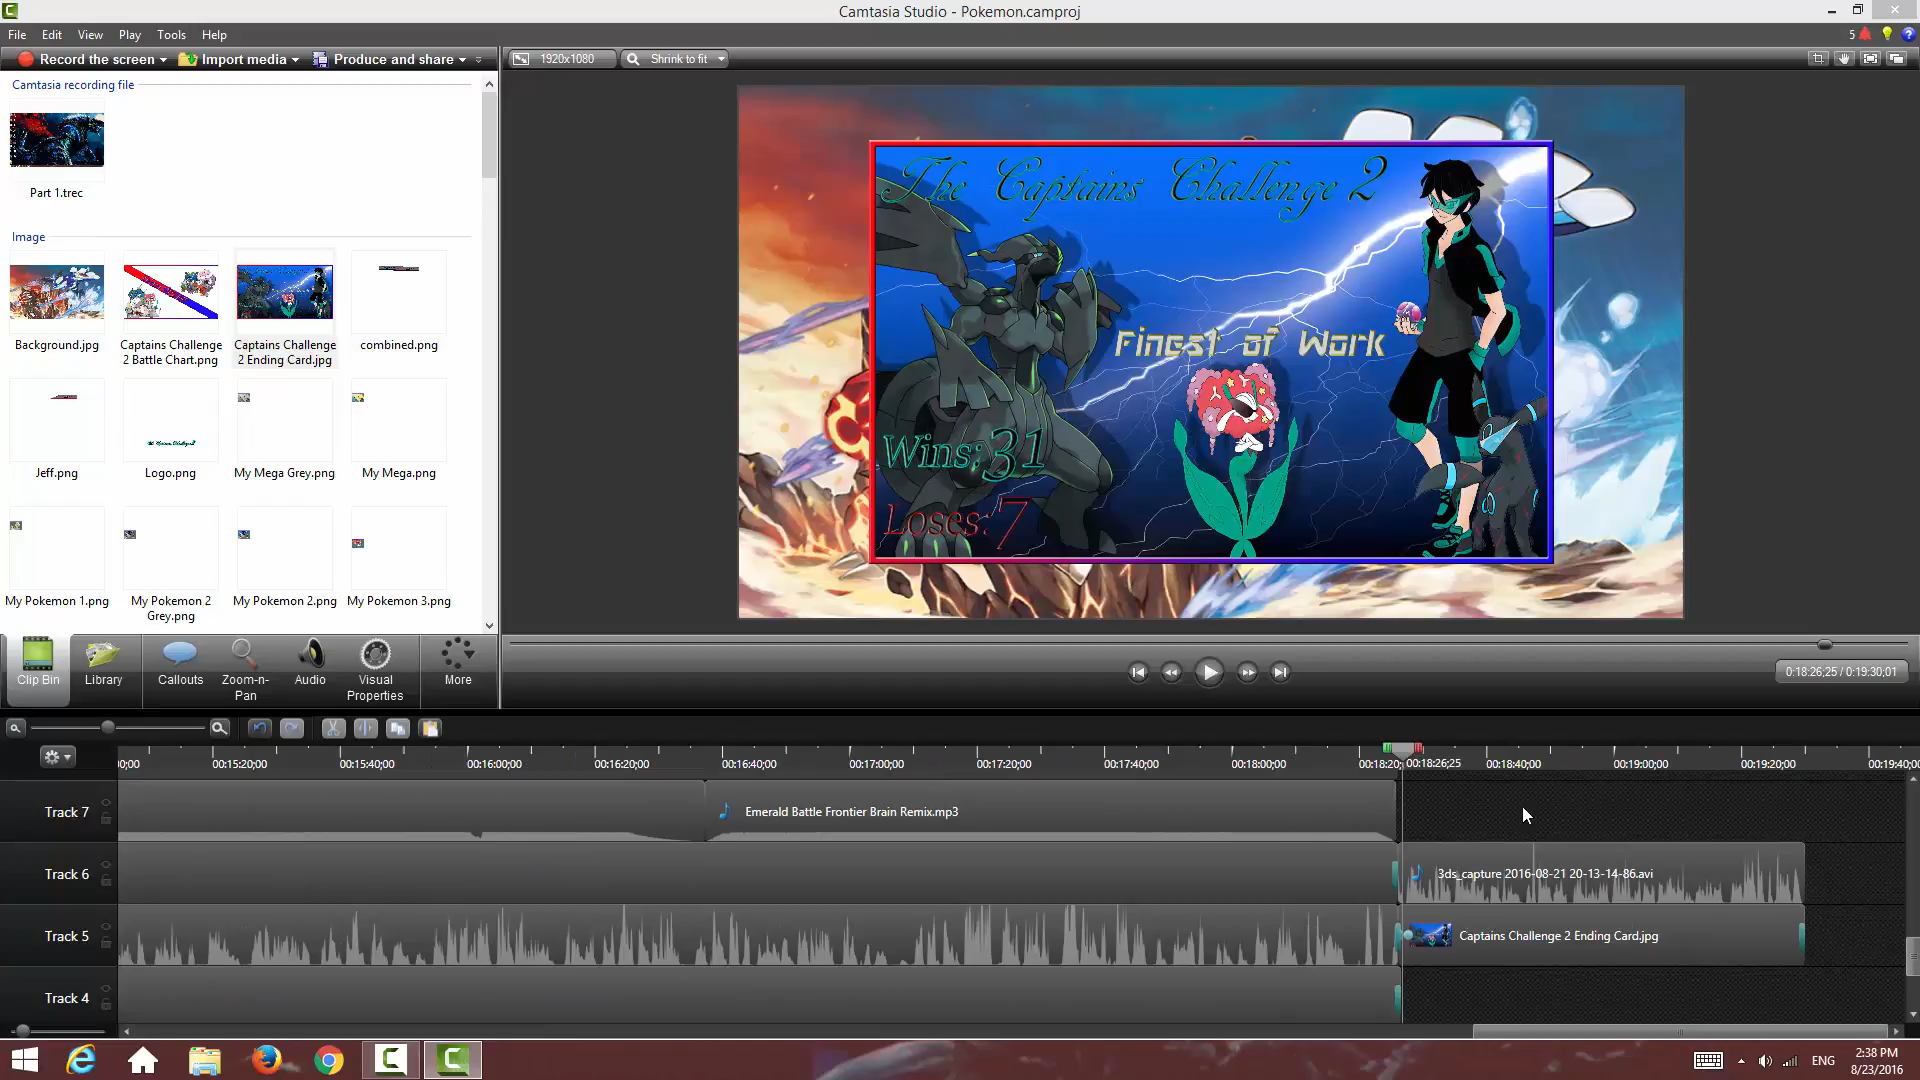 Camtasia Studio - Pokemon.camproj
File Edit View Play Tools Help
5
Record the screen Import media Produce and share
1920x1080 Shrink to fit
Camtasia recording file
Part 1.trec
Image
Background.jpg
Captains Challenge
2 Battle Chart.png
Captains Challenge
2 Ending Card.jpg
combined.png
Jeff.png
Logo.png
My Mega Grey.png
My Mega.png
My Pokemon 1.png
My Pokemon 2
Grey.png
My Pokemon 2.png
My Pokemon 3.png
The Captains Challenge 2
Finest of Work
Wins: 31
Loses: 7
Clip Bin
Library
Callouts
Zoom-n-
Pan
Audio
Visual
Properties
More
0:18:26;25 / 0:19:30;01
0;00 00:15:20;00 00:15:40;00 00:16:00;00 00:16:20;00 00:16:40;00 00:17:00;00 00:17:20;00 00:17:40;00 00:18:00;00 00:18:20; 00:18:26;25 00:18:40;00 00:19:00;00 00:19:20;00 00:19:40;00
Track 7
Emerald Battle Frontier Brain Remix.mp3
Track 6
3ds_capture 2016-08-21 20-13-14-86.avi
Track 5
Captains Challenge 2 Ending Card.jpg
Track 4
ENG
2:38 PM
8/23/2016